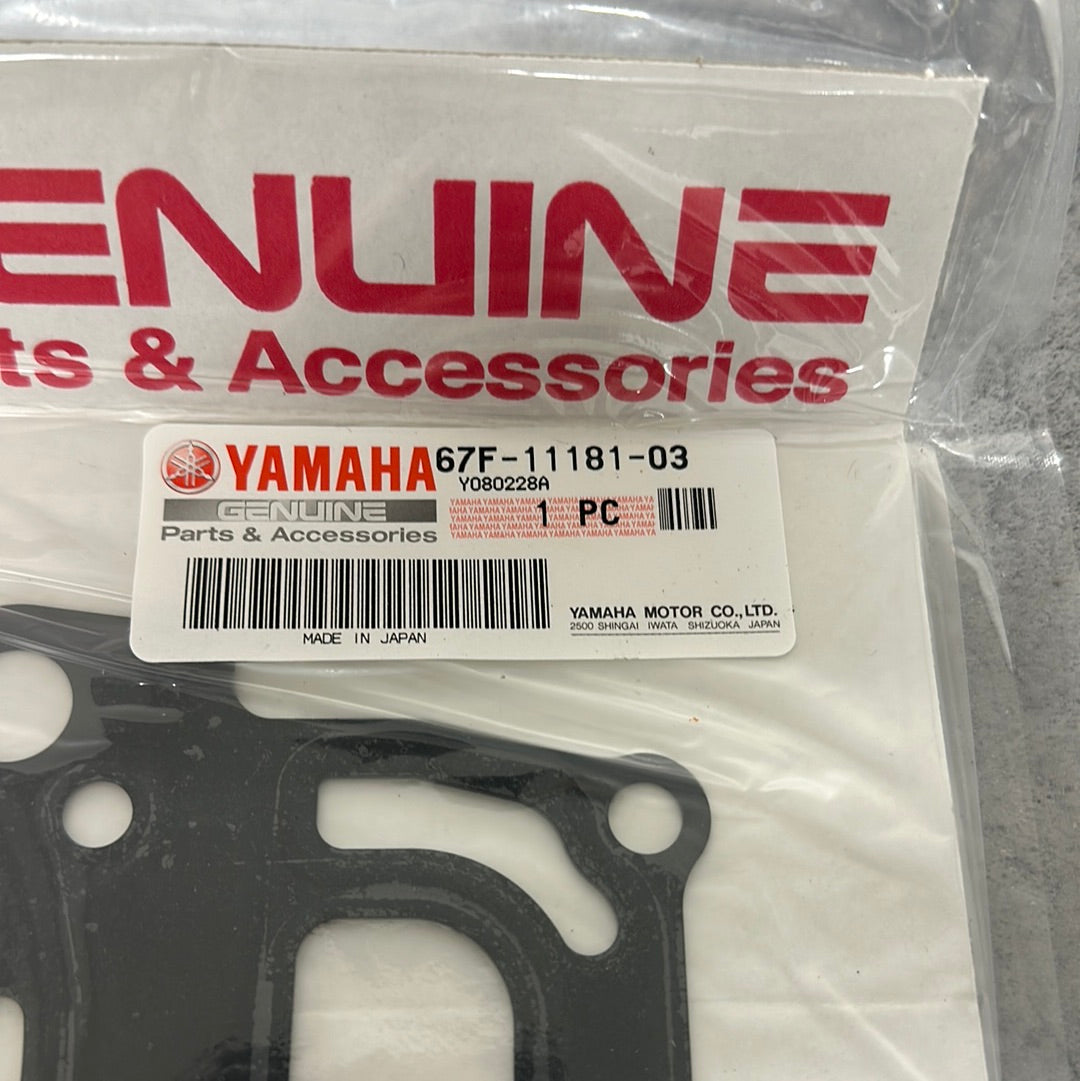 ENUINE
ts & Accessories
YAMAHA 67F-11181-03
Y080228A
GENUINE
1 PC
Parts & Accessories
MADE IN JAPAN
YAMAHA MOTOR CO.,LTD.
2500 SHINGAI IWATA SHIZUOKA JAPAN